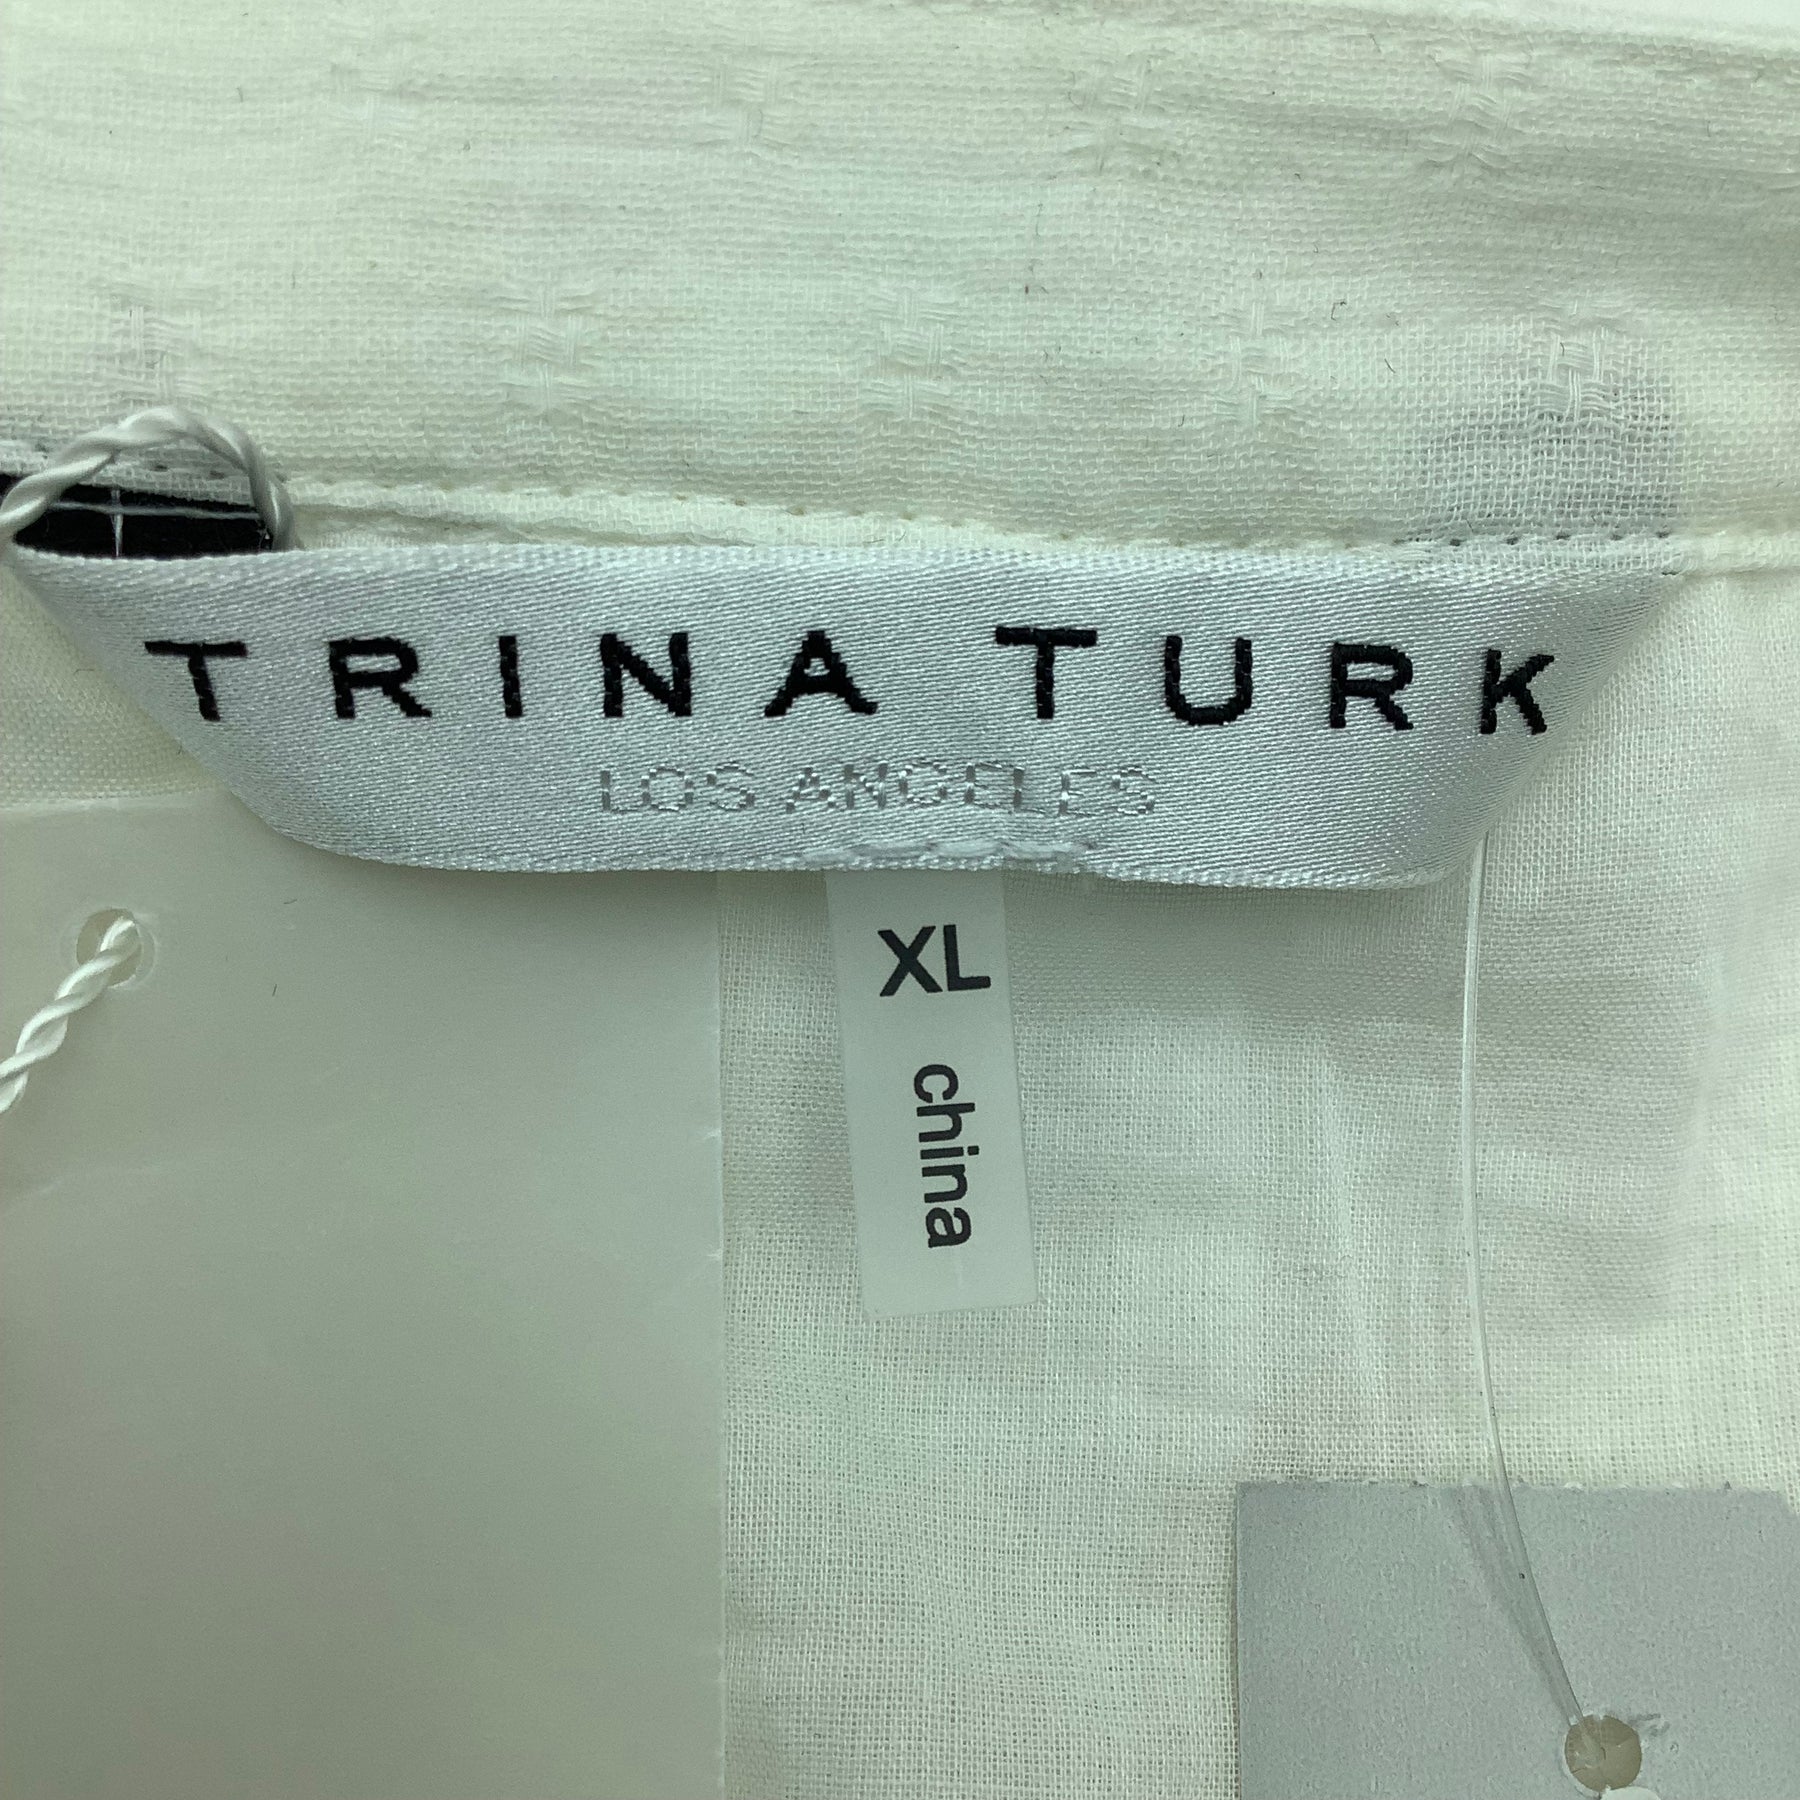 TRINA TURK
LOS ANGELES
XL
china